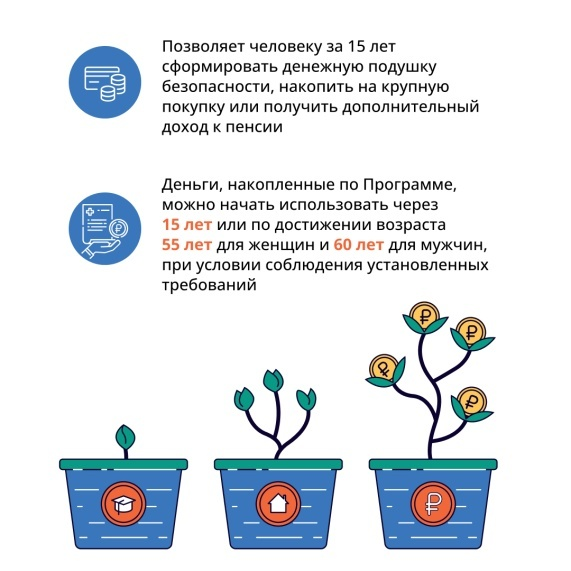 Позволяет человеку за 15 лет
сформировать денежную подушку
безопасности, накопить на крупную
покупку или получить дополнительный
доход к пенсии
Деньги, накопленные по Программе,
можно начать использовать через
15 лет или по достижении возраста
55 лет для женщин и 60 лет для мужчин,
при условии соблюдения установленных
требований